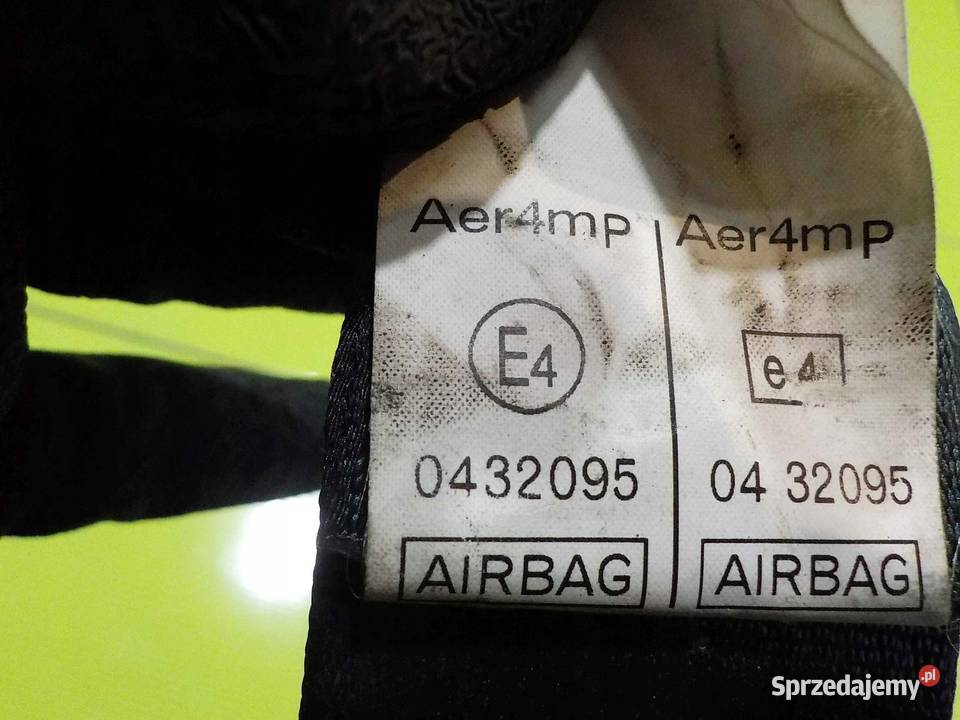 Aer4mp
E4
0432095
AIRBAG
Aer4mp
e4
04 32095
AIRBAG
Sprzedajemy.pl